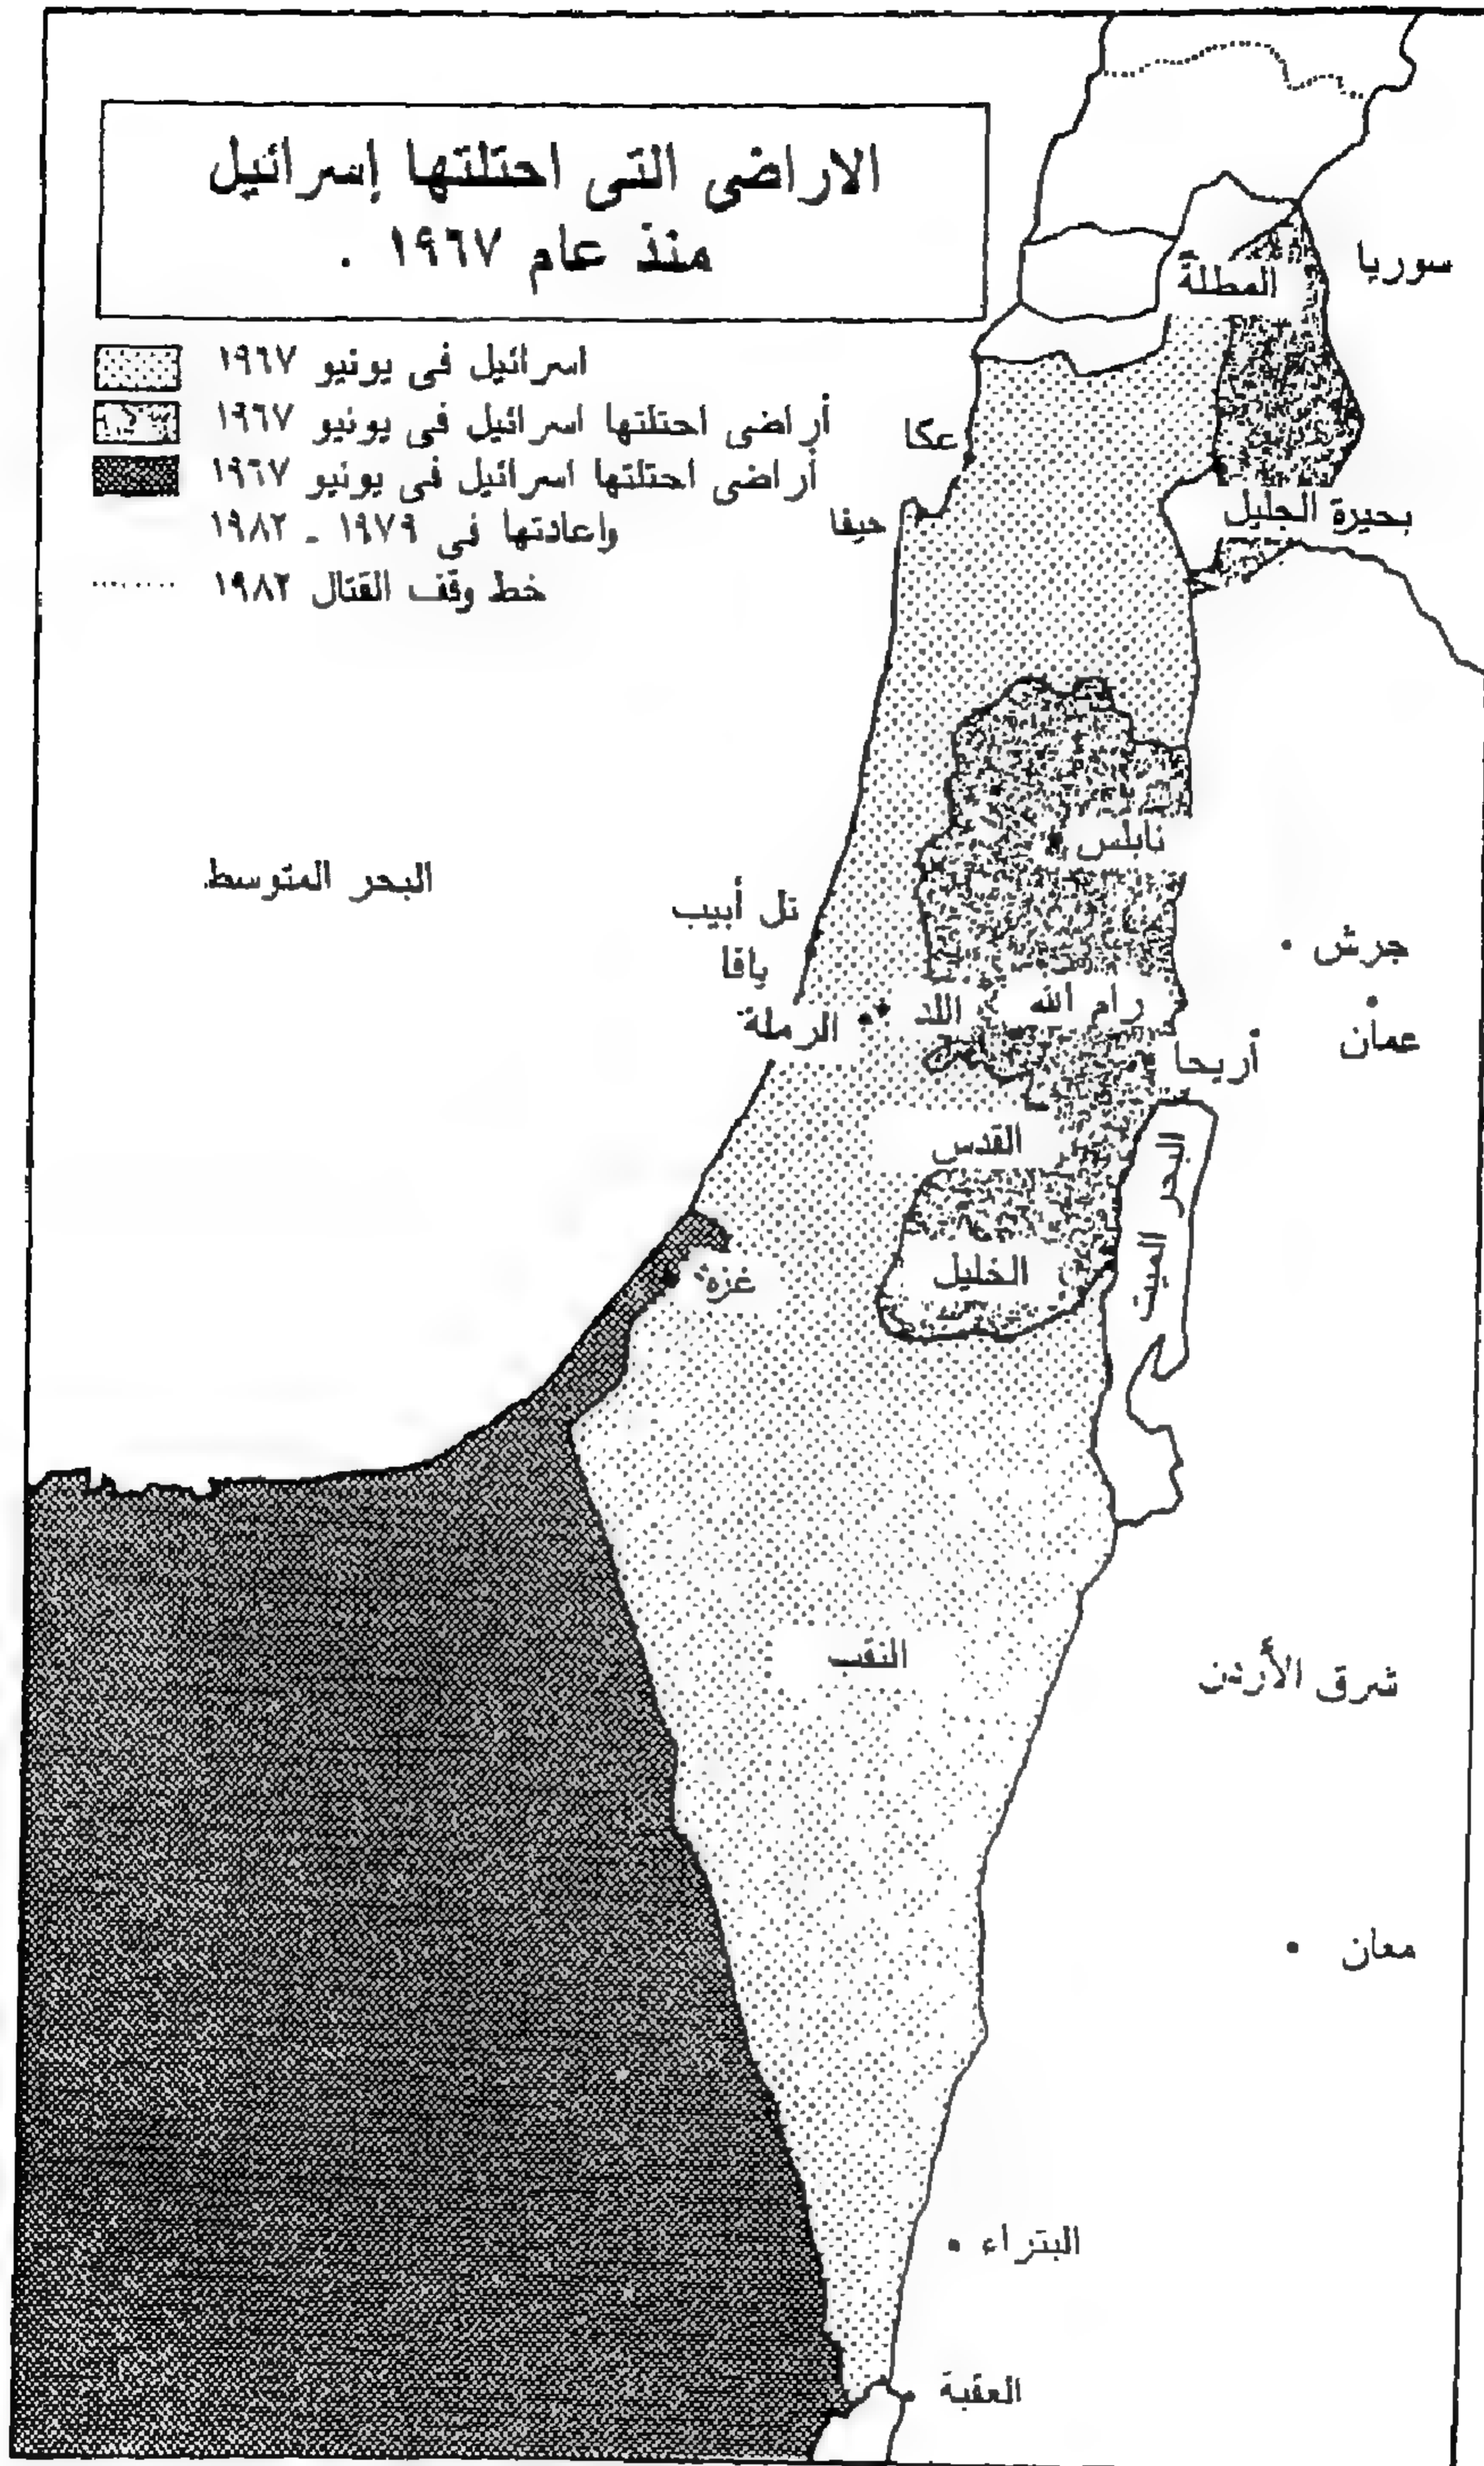 الاراضى التى احتلتها إسرائيل
منذ عام ١٩٦٧ .
اسرائيل فى يونيو ١٩٦٧
أراضى احتلتها اسرائيل فى يونيو ١٩٦٧
أراضى احتلتها اسرائيل فى يونيو ١٩٦٧
واعادتها فى ١٩٧٩ - ١٩٨٢
خط وقف القتال ١٩٨٢
سوريا
المطلة
عكا
حيفا
بحيرة الجليل
نابلس
البحر المتوسط
تل أبيب
يافا
جرش
الرملة
اللد
رام الله
عمان
أريحا
القدس
البحر الميت
الخليل
غزة
النقب
شرق الأردن
معان
البتراء
العقبة